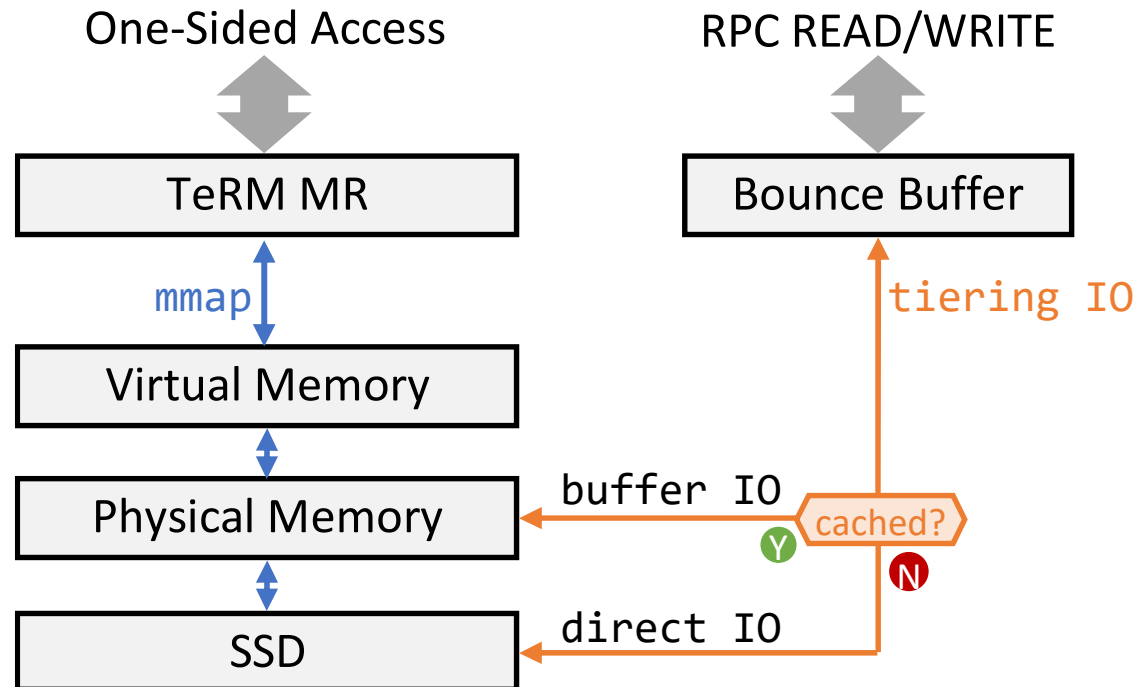 One-Sided Access
RPC READ/WRITE
TeRM MR
Bounce Buffer
mmap
tiering IO
Virtual Memory
buffer IO
Physical Memory
cached?
Y
N
direct IO
SSD